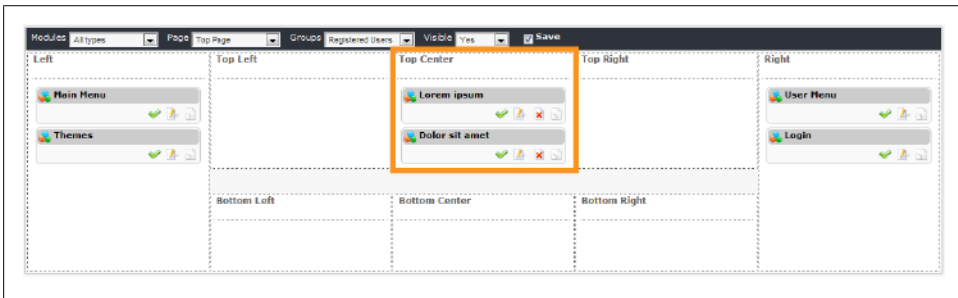 Modules All types Page Top Page Groups Registered Users Visible Yes Save
Left Top Left Top Center Top Right Right
Main Menu Lorem ipsum User Menu
Themes Dolor sit amet Login
Bottom Left Bottom Center Bottom Right